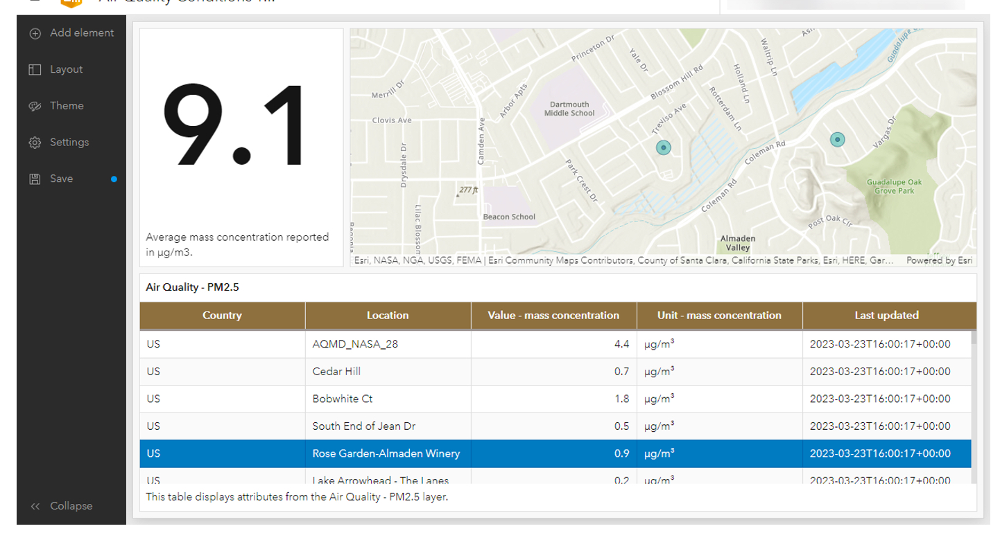 Air Quality Conditions
Add element
Layout
Theme
Settings
Save
Collapse
9.1
Average mass concentration reported
in µg/m3.
Princeton Dr
Yale Dr
Waltrip Ln
Holland Ln
Guadalupe
Merrill Dr
Arbor Apts
Blossom Hill Rd
Rotterdam Ln
Dartmouth
Middle School
Clovis Ave
Treviso Ave
Camden Ave
Vargas Dr
Drysdale Dr
Coleman Rd
Park Crest Dr
Guadalupe Oak
Grove Park
277 ft
Coleman Rd
Lilac Blossom
Beacon School
Post Oak Cir
Almaden
Valley
Esri, NASA, NGA, USGS, FEMA | Esri Community Maps Contributors, County of Santa Clara, California State Parks, Esri, HERE, Gar... Powered by Esri
Air Quality - PM2.5
Country Location Value - mass concentration Unit - mass concentration Last updated
US AQMD_NASA_28 4.4 µg/m³ 2023-03-23T16:00:17+00:00
US Cedar Hill 0.7 µg/m³ 2023-03-23T16:00:17+00:00
US Bobwhite Ct 1.8 µg/m³ 2023-03-23T16:00:17+00:00
US South End of Jean Dr 0.5 µg/m³ 2023-03-23T16:00:17+00:00
US Rose Garden-Almaden Winery 0.9 µg/m³ 2023-03-23T16:00:17+00:00
US Lake Arrowhead - The Lanes 0.2 µg/m³ 2023-03-23T16:00:17+00:00
This table displays attributes from the Air Quality - PM2.5 layer.